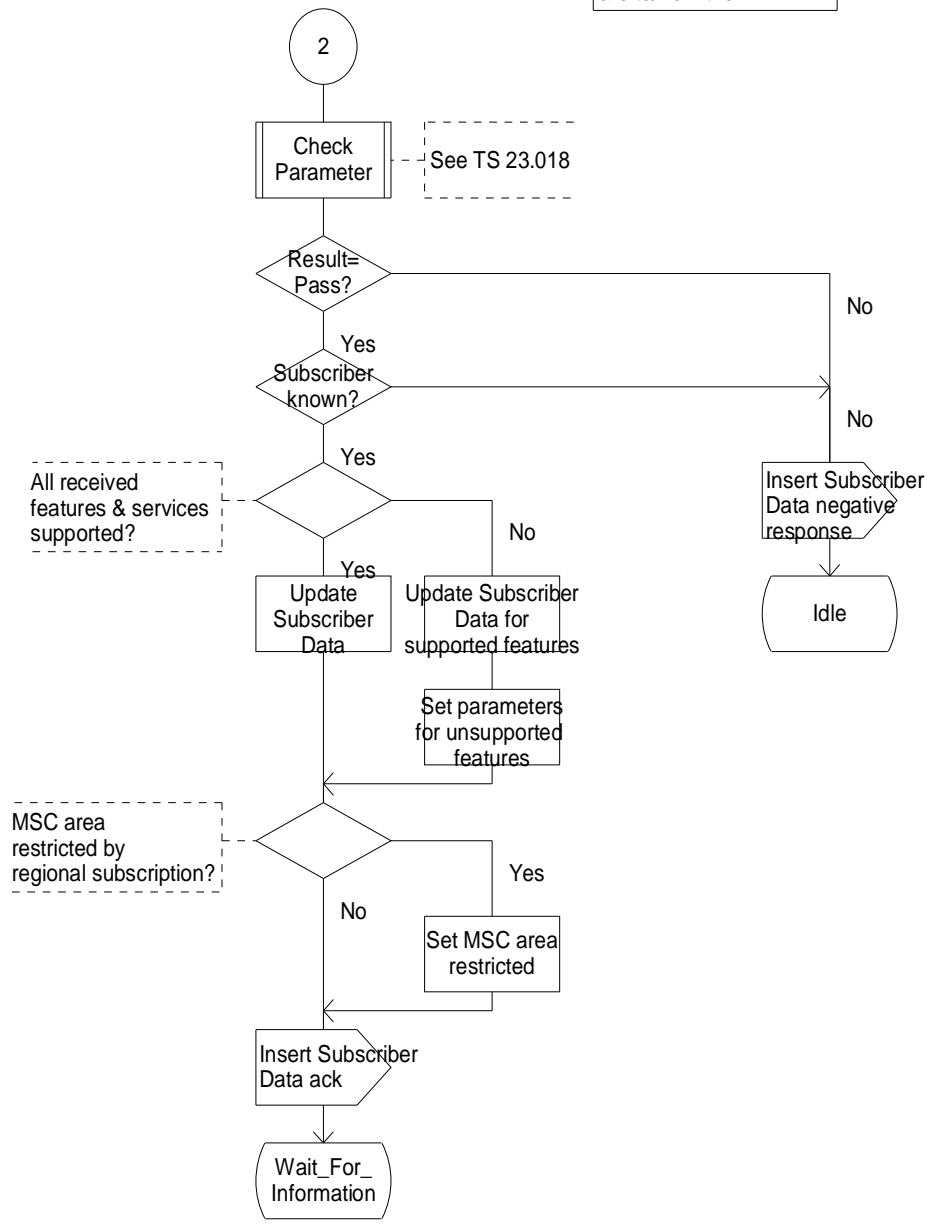 2
Check
Parameter
See TS 23.018
Result=
Pass?
No
Yes
Subscriber
known?
No
Yes
All received
features & services
supported?
No
Yes
Insert Subscriber
Data negative
response
Update
Subscriber
Data
Update Subscriber
Data for
supported features
Idle
Set parameters
for unsupported
features
MSC area
restricted by
regional subscription?
Yes
No
Set MSC area
restricted
Insert Subscriber
Data ack
Wait_For_
Information